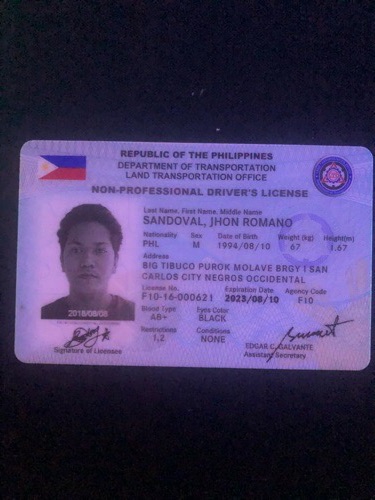 REPUBLIC OF THE PHILIPPINES
DEPARTMENT OF TRANSPORTATION
LAND TRANSPORTATION OFFICE
NON-PROFESSIONAL DRIVER'S LICENSE
Last Name, First Name, Middle Name
SANDOVAL, JHON ROMANO
Nationality Sex Date of Birth Weight (kg) Height(m)
PHL M 1994/08/10 67 1.67
Address
BIG TIBUCO PUROK MOLAVE BRGY I SAN
CARLOS CITY NEGROS OCCIDENTAL
License No. Expiration Date Agency Code
F10-16-000621 2023/08/10 F10
2018/08/08
Blood Type Eyes Color
AB+ BLACK
Restrictions Conditions
1,2 NONE
Signature of Licensee
EDGAR C. GALVANTE
Assistant Secretary